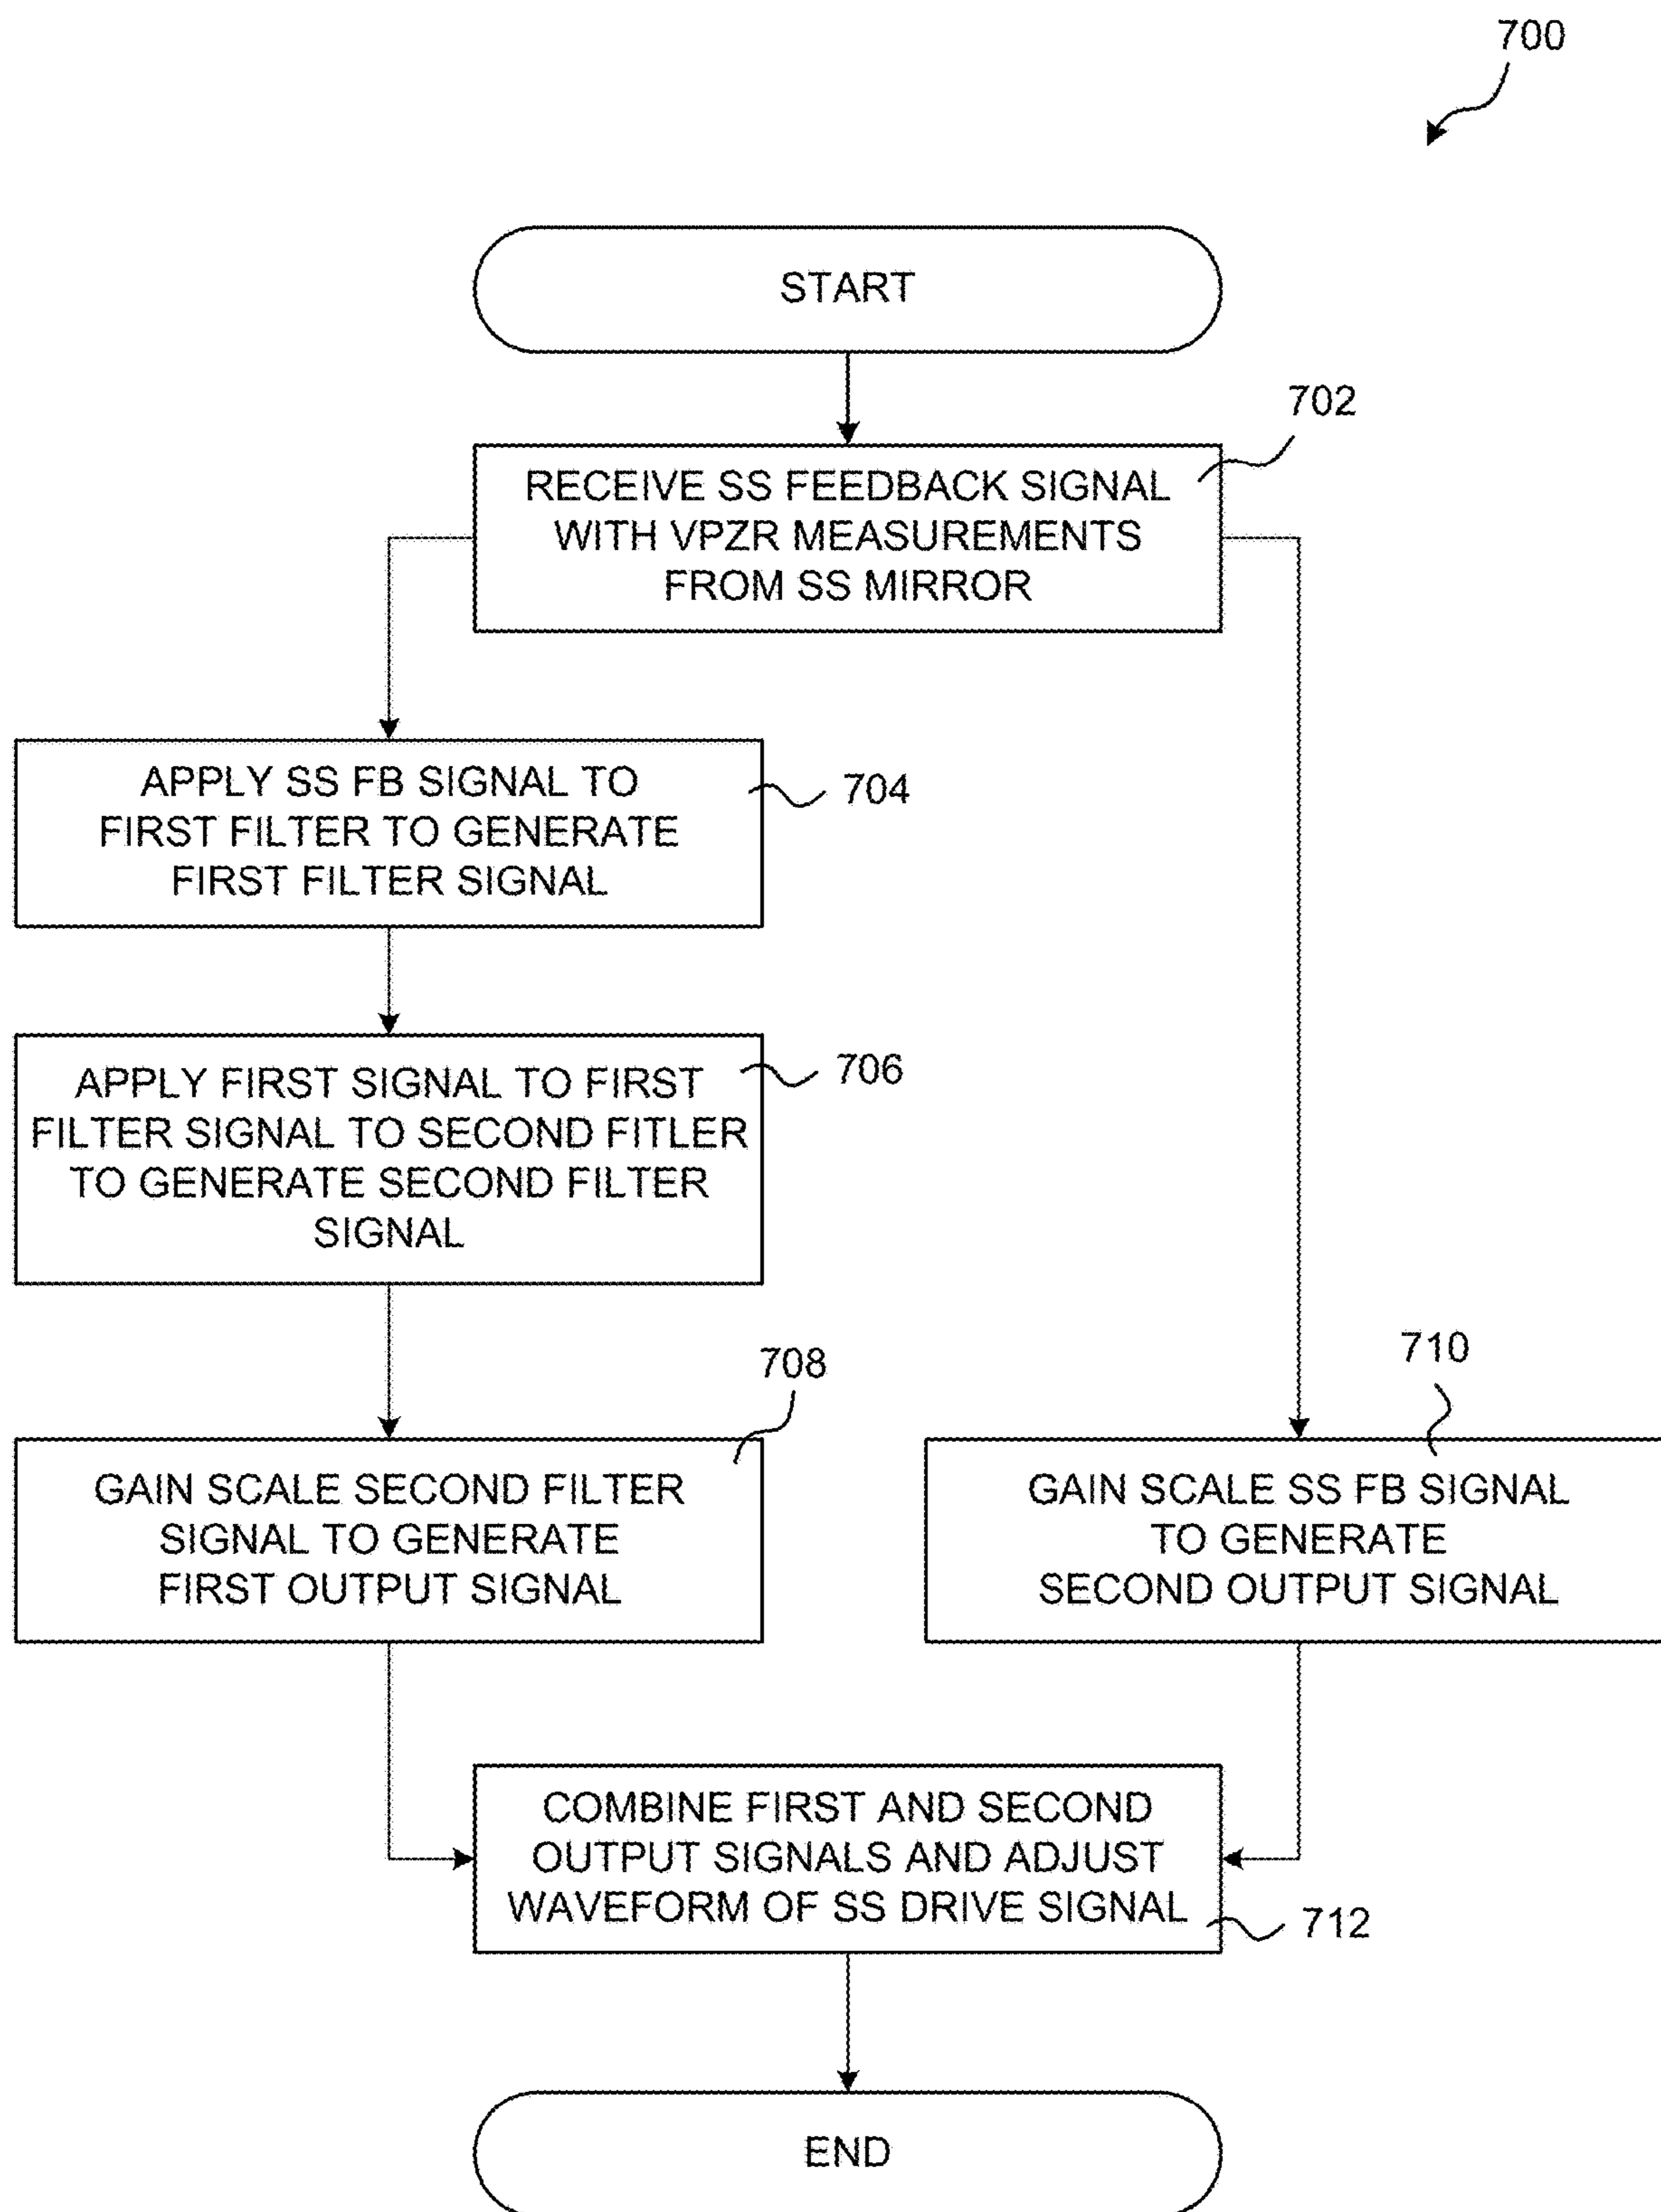 700
START
702
RECEIVE SS FEEDBACK SIGNAL
WITH VPZR MEASUREMENTS
FROM SS MIRROR
APPLY SS FB SIGNAL TO
FIRST FILTER TO GENERATE
FIRST FILTER SIGNAL
704
APPLY FIRST SIGNAL TO FIRST
FILTER SIGNAL TO SECOND FITLER
TO GENERATE SECOND FILTER
SIGNAL
706
708
GAIN SCALE SECOND FILTER
SIGNAL TO GENERATE
FIRST OUTPUT SIGNAL
710
GAIN SCALE SS FB SIGNAL
TO GENERATE
SECOND OUTPUT SIGNAL
COMBINE FIRST AND SECOND
OUTPUT SIGNALS AND ADJUST
WAVEFORM OF SS DRIVE SIGNAL
712
END